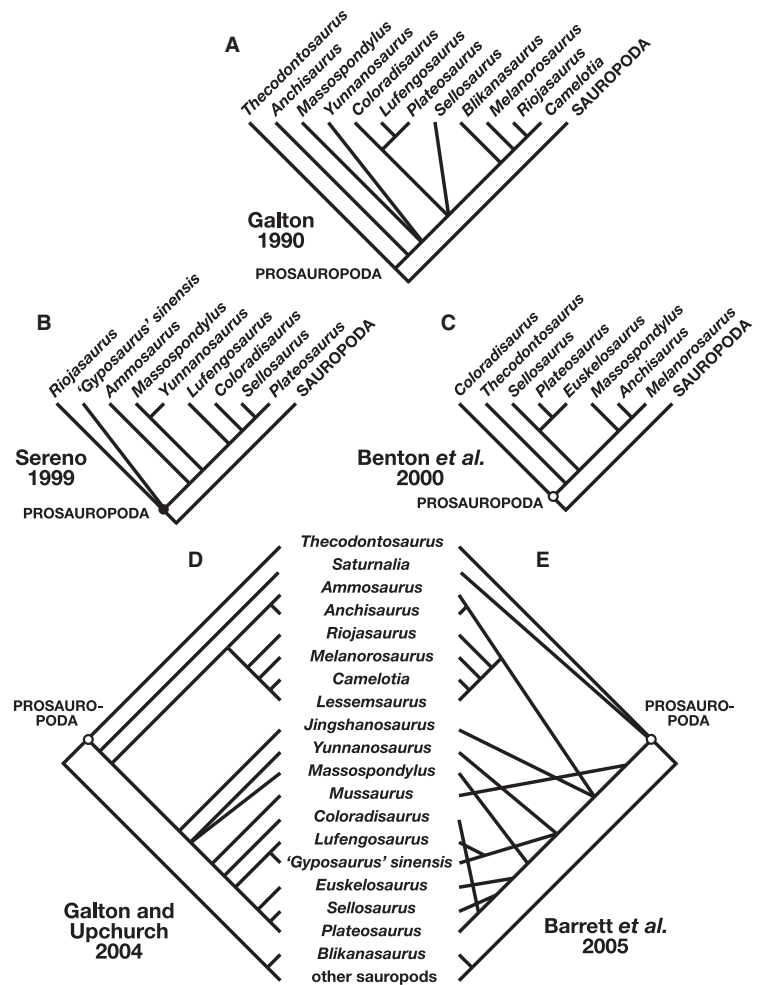 A
Thecodontosaurus
Anchisaurus
Massospondylus
Yunnanosaurus
Coloradisaurus
Lufengosaurus
Plateosaurus
Sellosaurus
Blikanasaurus
Melanorosaurus
Riojasaurus
Camelotia
SAUROPODA
Galton
1990
PROSAUROPODA
B
Riojasaurus
‘Gyposaurus’ sinensis
Ammosaurus
Massospondylus
Yunnanosaurus
Lufengosaurus
Coloradisaurus
Sellosaurus
Plateosaurus
SAUROPODA
Sereno
1999
PROSAUROPODA
C
Coloradisaurus
Thecodontosaurus
Sellosaurus
Plateosaurus
Euskelosaurus
Massospondylus
Anchisaurus
Melanorosaurus
SAUROPODA
Benton et al.
2000
PROSAUROPODA
D
E
Thecodontosaurus
Saturnalia
Ammosaurus
Anchisaurus
Riojasaurus
Melanorosaurus
Camelotia
Lessemsaurus
Jingshanosaurus
Yunnanosaurus
Massospondylus
Mussaurus
Coloradisaurus
Lufengosaurus
‘Gyposaurus’ sinensis
Euskelosaurus
Sellosaurus
Plateosaurus
Blikanasaurus
other sauropods
PROSAURO-
PODA
Galton and
Upchurch
2004
PROSAURO-
PODA
Barrett et al.
2005